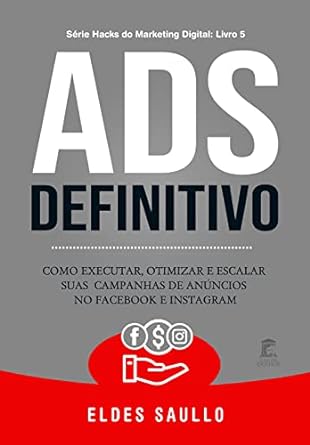 Série Hacks do Marketing Digital: Livro 5
ADS
DEFINITIVO
COMO EXECUTAR, OTIMIZAR E ESCALAR
SUAS CAMPANHAS DE ANÚNCIOS
NO FACEBOOK E INSTAGRAM
ELDES SAULLO